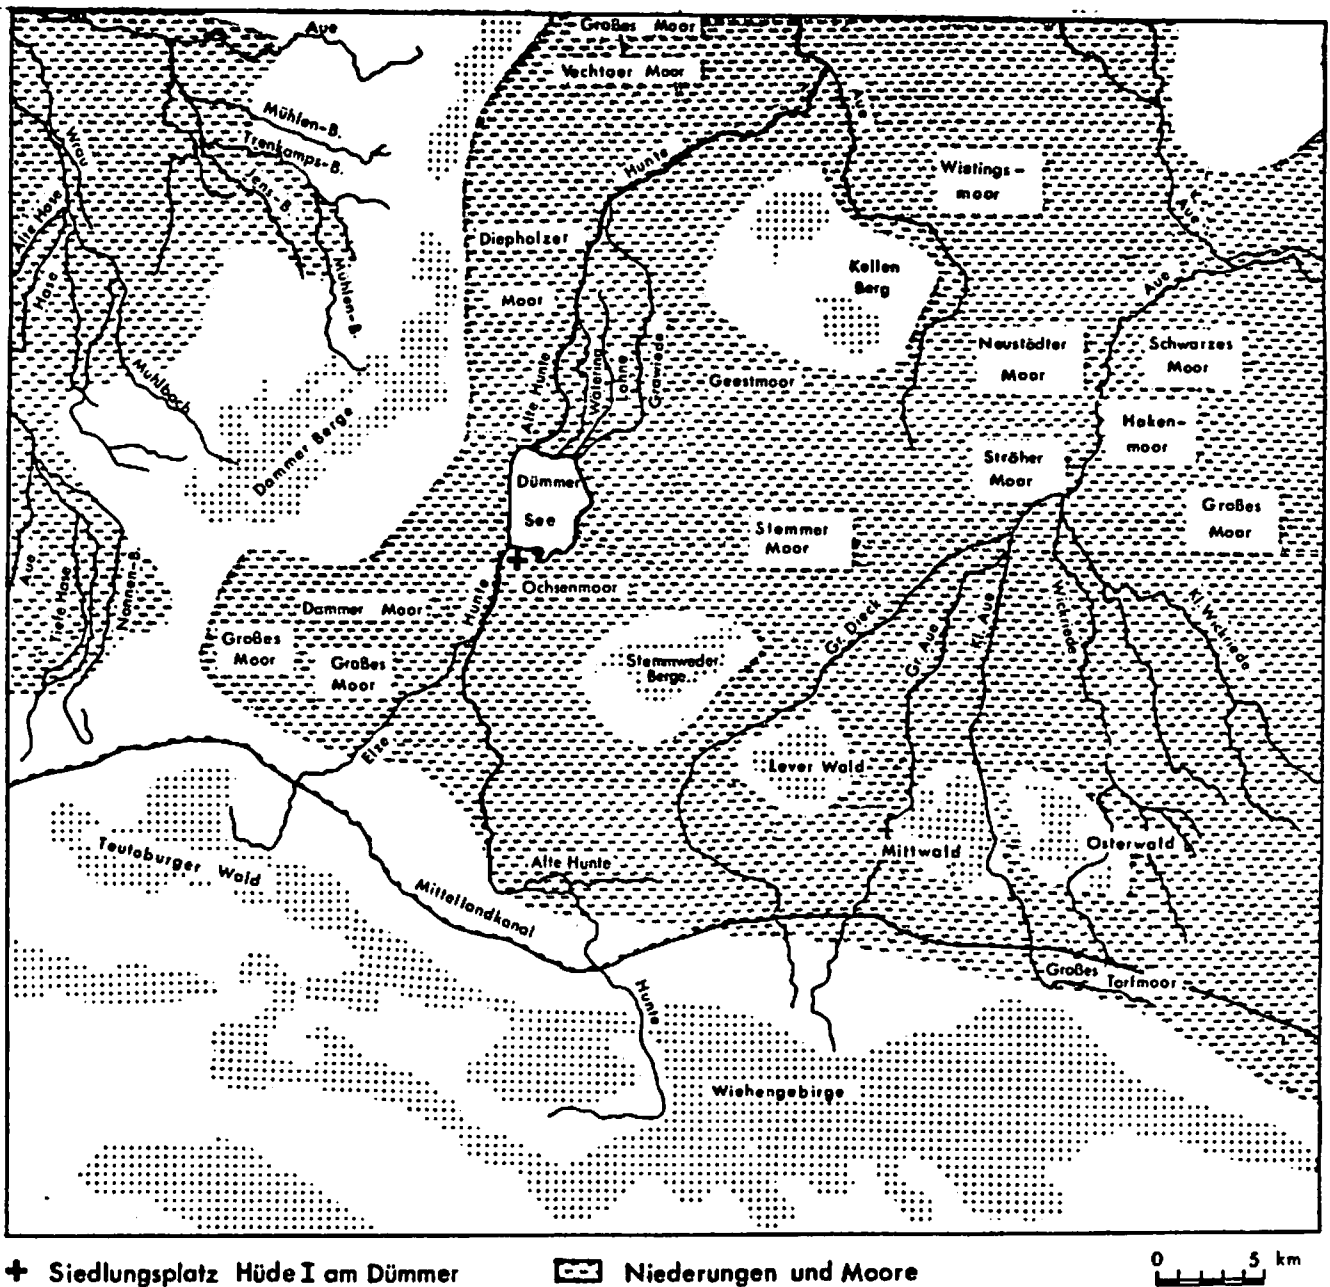 Großes Moor
Aue
Vechtaer Moor
Mühlen-B.
Aue
Trenkamps-B.
Wrau
Hunte
Wietings-
moor
Jens-B.
Alte Hase
K. Aue
Diepholzer
Moor
Kellen
Berg
Aue
Hase
Mühlen-B.
Neustädter
Moor
Schwarzes
Moor
Alte Hunte
Lohne
Grawiede
Geestmoor
Muhlbach
Haken-
moor
Dammer Berge
Ströher
Moor
Dümmer
See
Großes
Moor
Stemmer
Moor
Aue
Tiefe Hase
Nonnen-B.
Hunte
Ochsenmoor
Dammer Moor
Großes
Moor
Großes
Moor
Stemmweder
Berge
Gr. Dieck
Gr. Aue
Kl. Aue
Wickriede
Kl. Wickriede
Elze
Lever Wald
Teutoburger Wald
Alte Hunte
Mittwald
Osterwald
Mittellandkanal
Großes
Torfmoor
Hunte
Wiehengebirge
0 5 km
+ Siedlungsplatz Hüde I am Dümmer
Niederungen und Moore